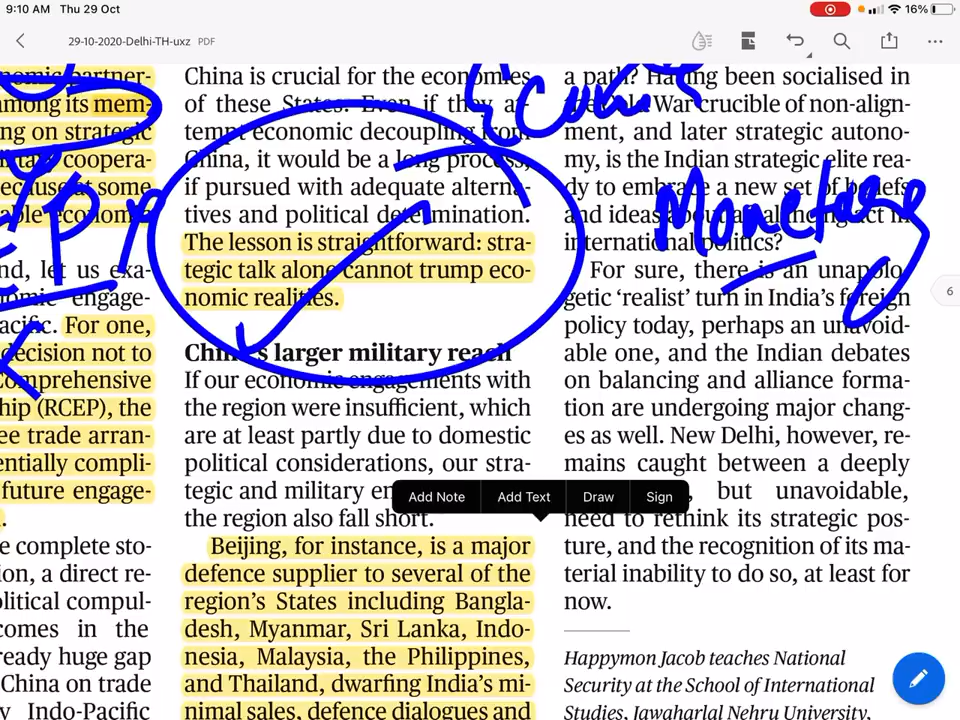 9:10 AM Thu 29 Oct
16%
29-10-2020-Delhi-TH-uxz PDF
nomic partner-
among its mem-
ng on strategic
coopera-
because at some
able economic
nd, let us exa-
omic engage-
acific. For one,
decision not to
Comprehensive
hip (RCEP), the
ee trade arran-
entially compli-
future engage-
.
e complete sto-
ion, a direct re-
olitical compul-
comes in the
ready huge gap
China on trade
y Indo-Pacific
China is crucial for the economies
of these States. Even if they at-
tempt economic decoupling from
China, it would be a long process,
if pursued with adequate alterna-
tives and political determination.
The lesson is straightforward: stra-
tegic talk alone cannot trump eco-
nomic realities.
China's larger military reach
If our economic engagements with
the region were insufficient, which
are at least partly due to domestic
political considerations, our stra-
tegic and military en
the region also fall short.
Beijing, for instance, is a major
defence supplier to several of the
region's States including Bangla-
desh, Myanmar, Sri Lanka, Indo-
nesia, Malaysia, the Philippines,
and Thailand, dwarfing India's mi-
nimal sales, defence dialogues and
a path? Having been socialised in
the Cold War crucible of non-align-
ment, and later strategic autono-
my, is the Indian strategic elite rea-
dy to embrace a new set of beliefs
and ideas about alliancing act in
international politics?
For sure, there is an unapolo-
getic 'realist' turn in India's foreign
policy today, perhaps an unavoid-
able one, and the Indian debates
on balancing and alliance forma-
tion are undergoing major chang-
es as well. New Delhi, however, re-
mains caught between a deeply
but unavoidable,
need to rethink its strategic pos-
ture, and the recognition of its ma-
terial inability to do so, at least for
now.
Happymon Jacob teaches National
Security at the School of International
Studies, Jawaharlal Nehru University,
Monetary
Add Note Add Text Draw Sign
6